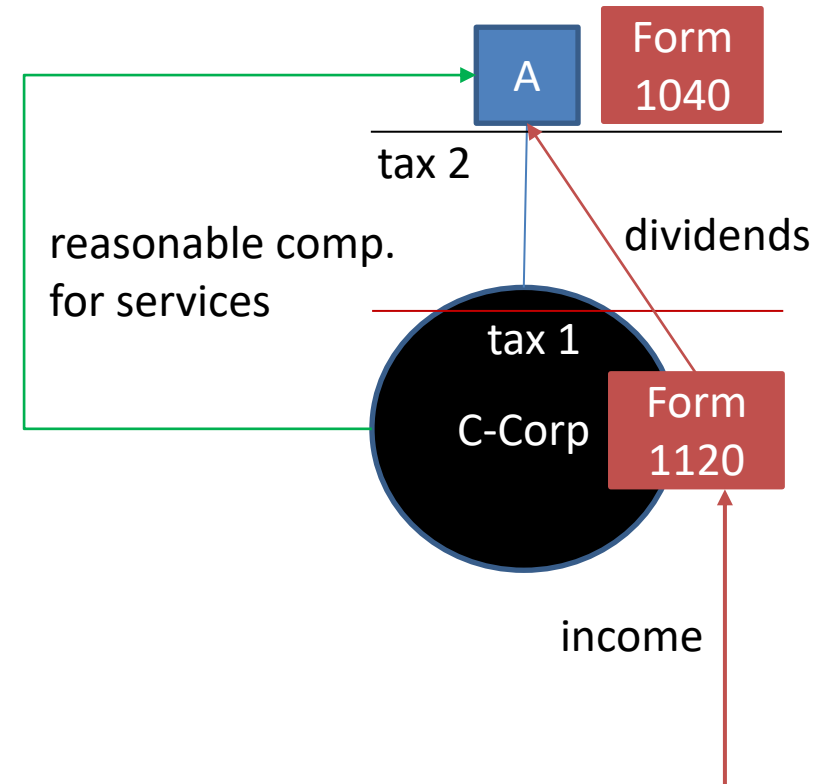 A
Form
1040
tax 2
dividends
reasonable comp.
for services
tax 1
C-Corp
Form
1120
income